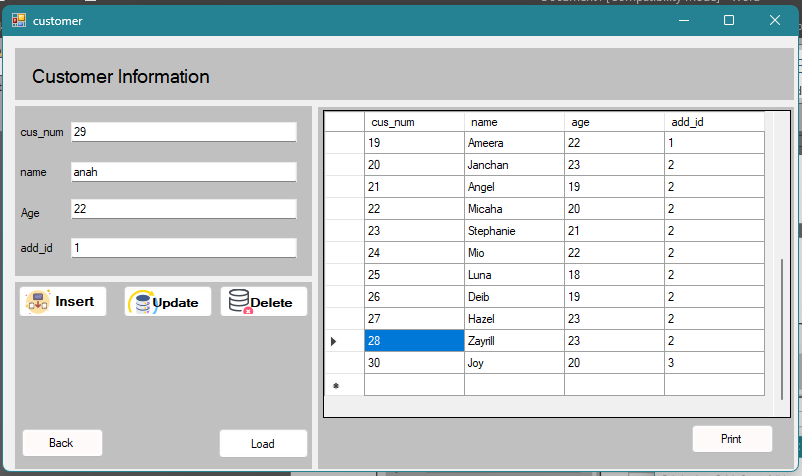 customer
Customer Information
cus_num 29
name anah
Age 22
add_id 1
Insert Update Delete
Back Load
cus_num name age add_id
19 Ameera 22 1
20 Janchan 23 2
21 Angel 19 2
22 Micaha 20 2
23 Stephanie 21 2
24 Mio 22 2
25 Luna 18 2
26 Deib 19 2
27 Hazel 23 2
28 Zayrill 23 2
30 Joy 20 3
Print